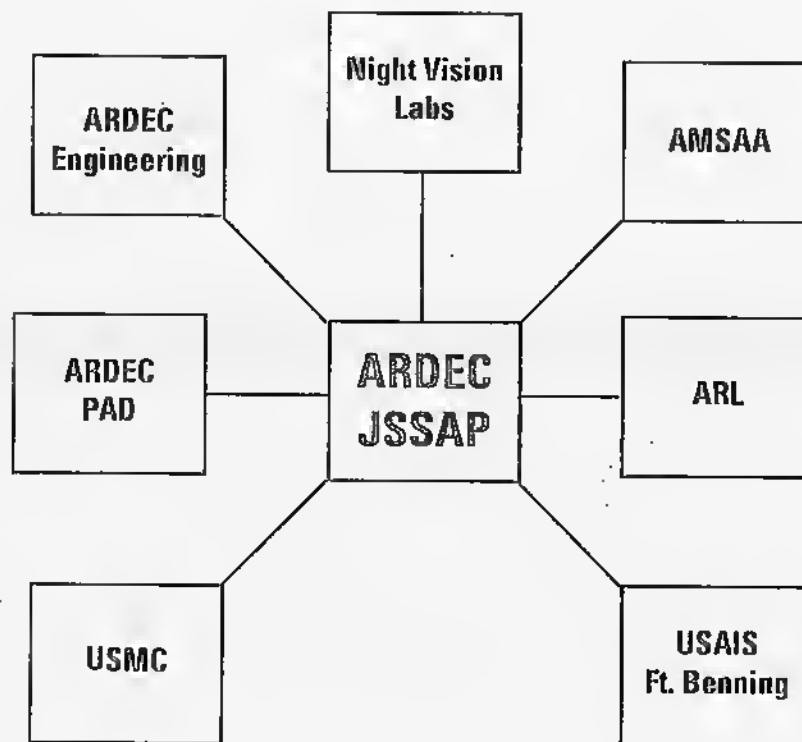 Night Vision
Labs
ARDEC
Engineering
AMSAA
ARDEC
PAD
ARDEC
JSSAP
ARL
USMC
USAIS
Ft. Benning